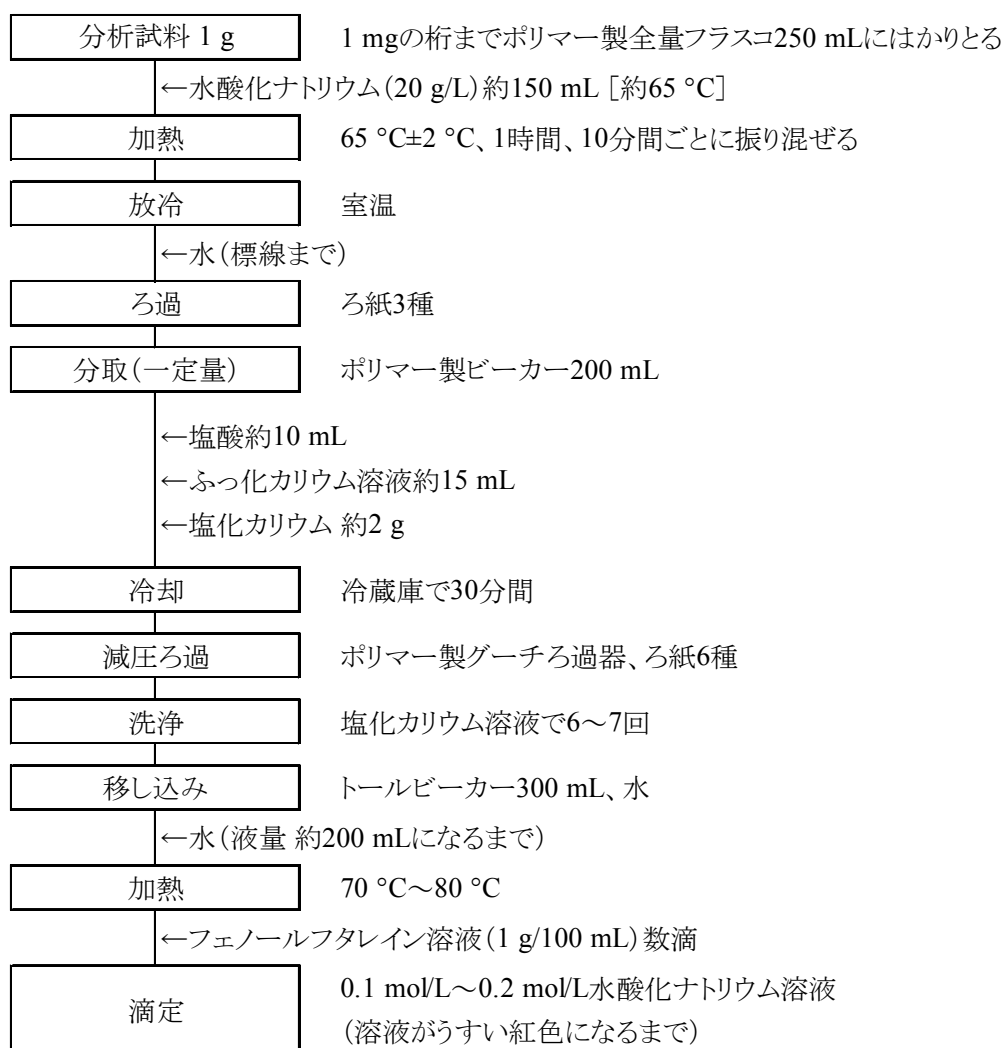 分析試料 1 g　1 mgの桁までポリマー製全量フラスコ250 mLにはかりとる
←水酸化ナトリウム(20 g/L)約150 mL［約65 °C］
加熱　65 °C±2 °C、1時間、10分間ごとに振り混ぜる
放冷　室温
←水(標線まで)
ろ過　ろ紙3種
分取(一定量)　ポリマー製ビーカー200 mL
←塩酸約10 mL
←ふっ化カリウム溶液約15 mL
←塩化カリウム 約2 g
冷却　冷蔵庫で30分間
減圧ろ過　ポリマー製グーチろ過器、ろ紙6種
洗浄　塩化カリウム溶液で6～7回
移し込み　トールビーカー300 mL、水
←水(液量 約200 mLになるまで)
加熱　70 °C～80 °C
←フェノールフタレイン溶液(1 g/100 mL)数滴
滴定　0.1 mol/L～0.2 mol/L水酸化ナトリウム溶液
(溶液がうすい紅色になるまで)